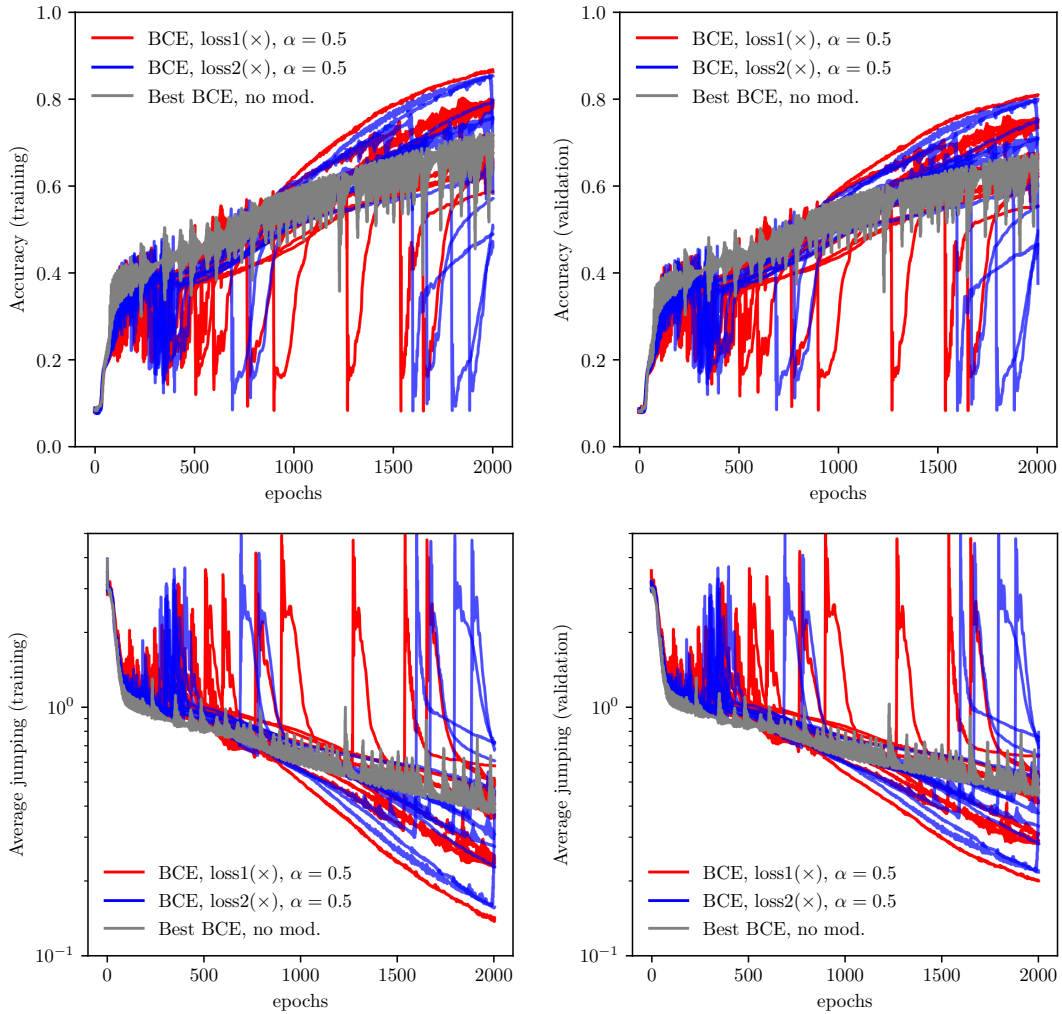 1.0
0.8
0.6
0.4
0.2
0.0
Accuracy (training)
BCE, loss1(×), α = 0.5
BCE, loss2(×), α = 0.5
Best BCE, no mod.
0 500 1000 1500 2000
epochs
1.0
0.8
0.6
0.4
0.2
0.0
Accuracy (validation)
BCE, loss1(×), α = 0.5
BCE, loss2(×), α = 0.5
Best BCE, no mod.
0 500 1000 1500 2000
epochs
10⁰
10⁻¹
Average jumping (training)
BCE, loss1(×), α = 0.5
BCE, loss2(×), α = 0.5
Best BCE, no mod.
0 500 1000 1500 2000
epochs
10⁰
10⁻¹
Average jumping (validation)
BCE, loss1(×), α = 0.5
BCE, loss2(×), α = 0.5
Best BCE, no mod.
0 500 1000 1500 2000
epochs